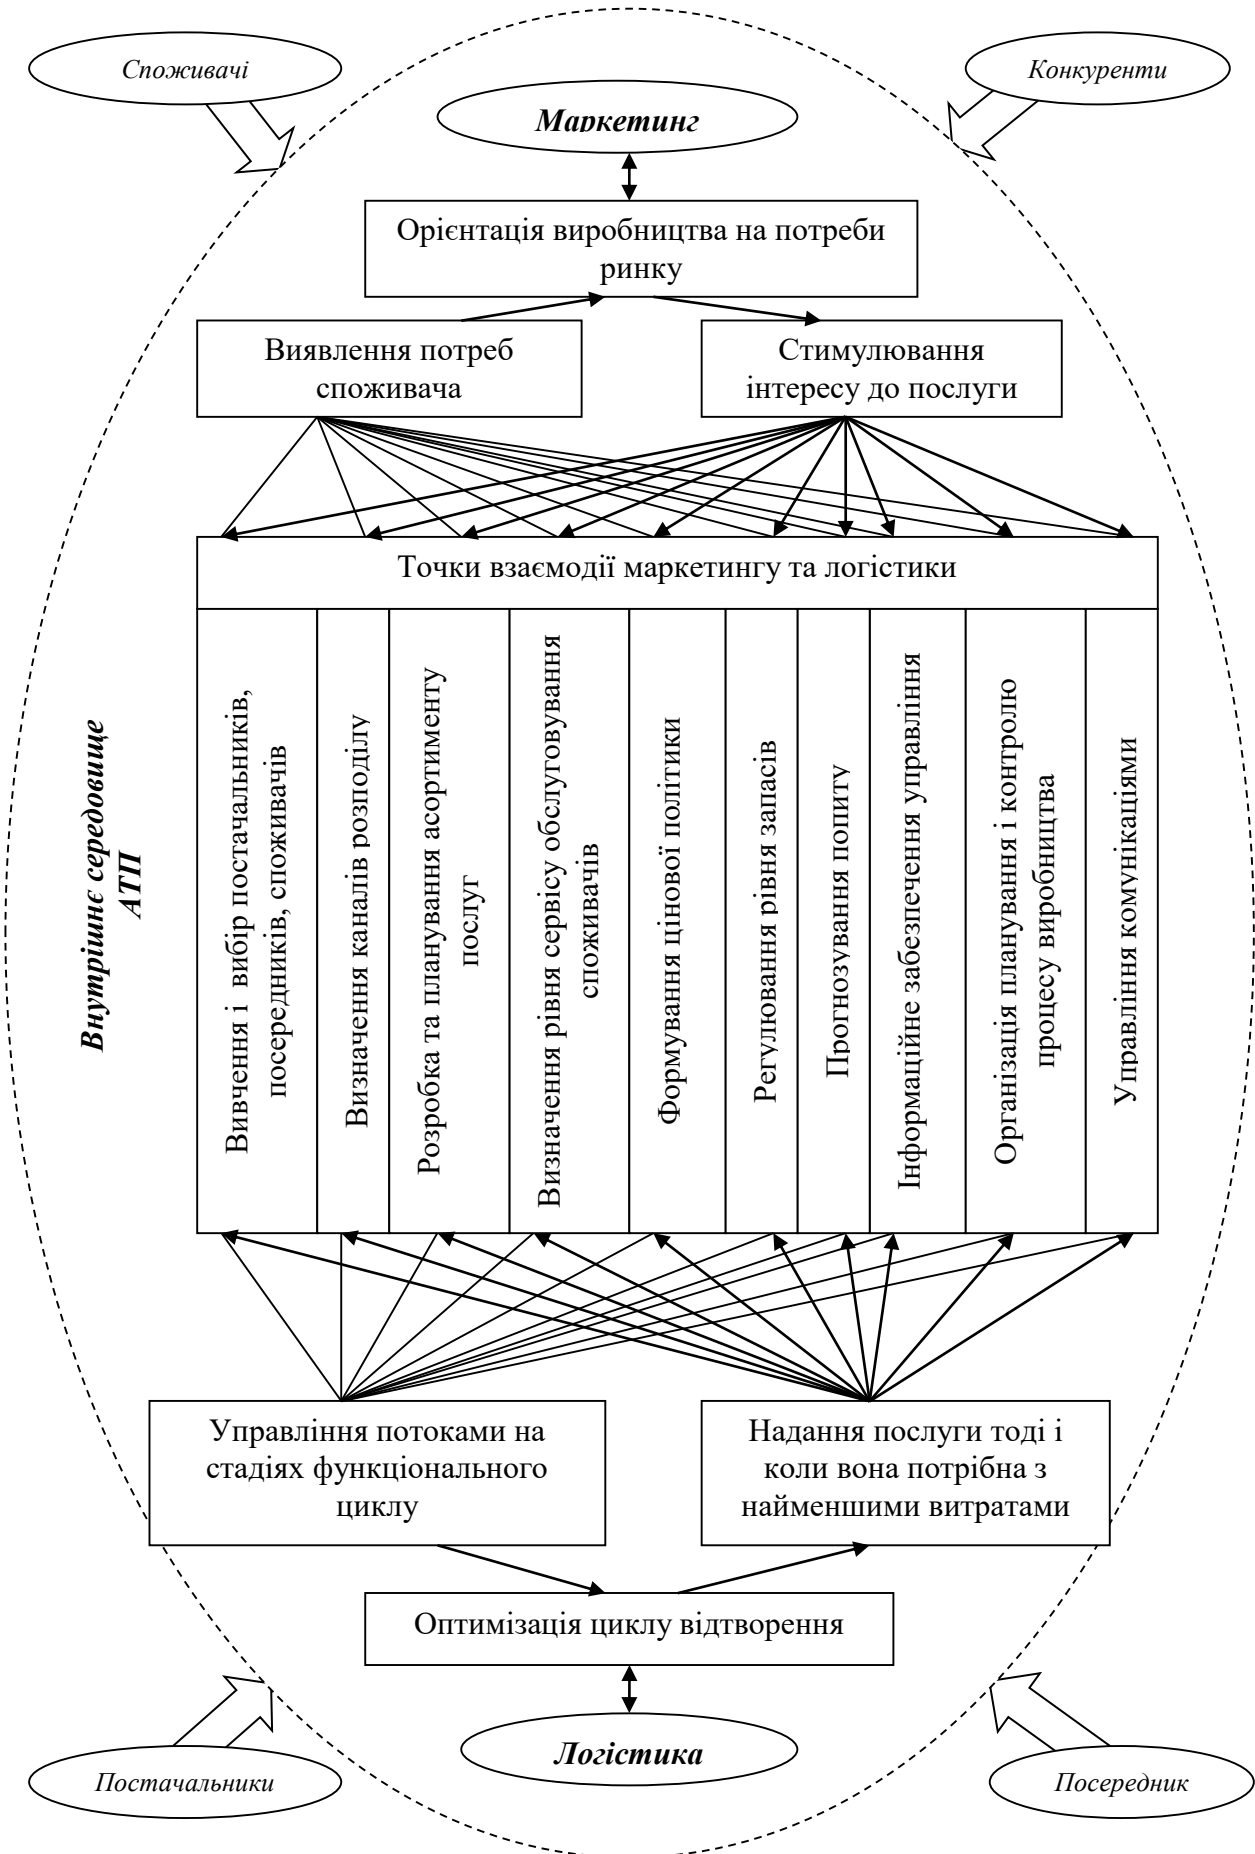 Споживачі
Конкуренти
Маркетинг
Орієнтація виробництва на потреби
ринку
Виявлення потреб
споживача
Стимулювання
інтересу до послуги
Точки взаємодії маркетингу та логістики
Внутрішнє середовище
АТП
Вивчення і  вибір постачальників,
посередників, споживачів
Визначення каналів розподілу
Розробка та планування асортименту
послуг
Визначення рівня сервісу обслуговування
споживачів
Формування цінової політики
Регулювання рівня запасів
Прогнозування попиту
Інформаційне забезпечення управління
Організація планування і контролю
процесу виробництва
Управління комунікаціями
Управління потоками на
стадіях функціонального
циклу
Надання послуги тоді і
коли вона потрібна з
найменшими витратами
Оптимізація циклу відтворення
Логістика
Постачальники
Посередник